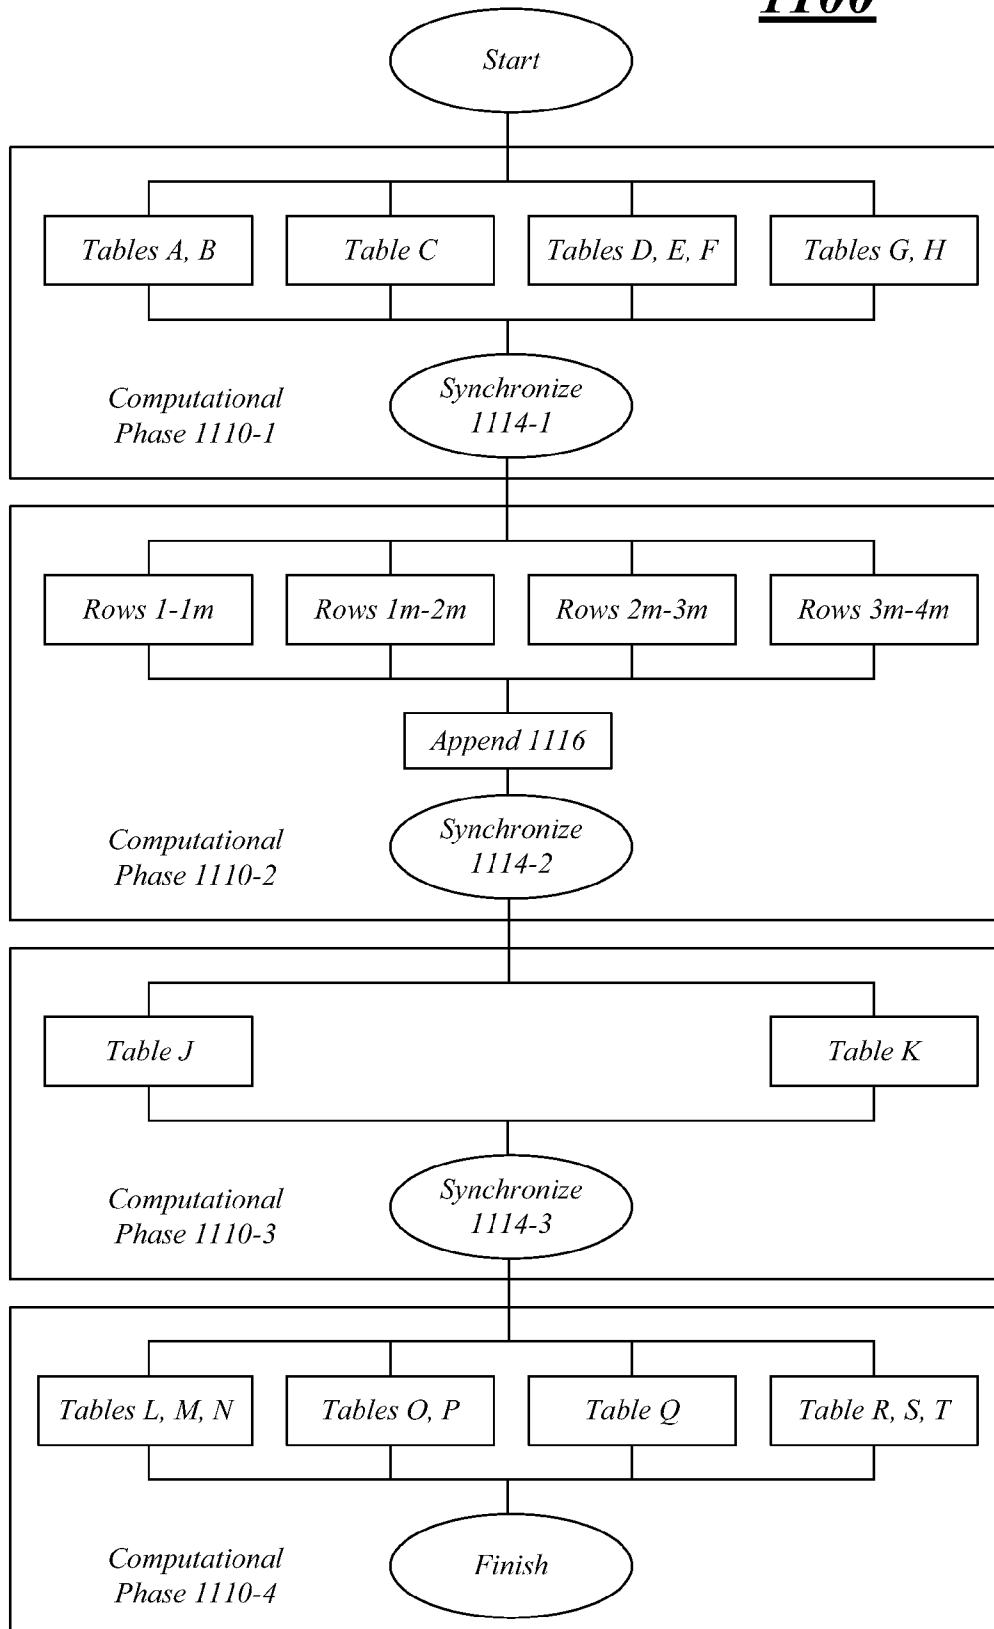 1100
Start
Tables A, B
Table C
Tables D, E, F
Tables G, H
Computational
Phase 1110-1
Synchronize
1114-1
Rows 1-1m
Rows 1m-2m
Rows 2m-3m
Rows 3m-4m
Append 1116
Computational
Phase 1110-2
Synchronize
1114-2
Table J
Table K
Computational
Phase 1110-3
Synchronize
1114-3
Tables L, M, N
Tables O, P
Table Q
Table R, S, T
Computational
Phase 1110-4
Finish